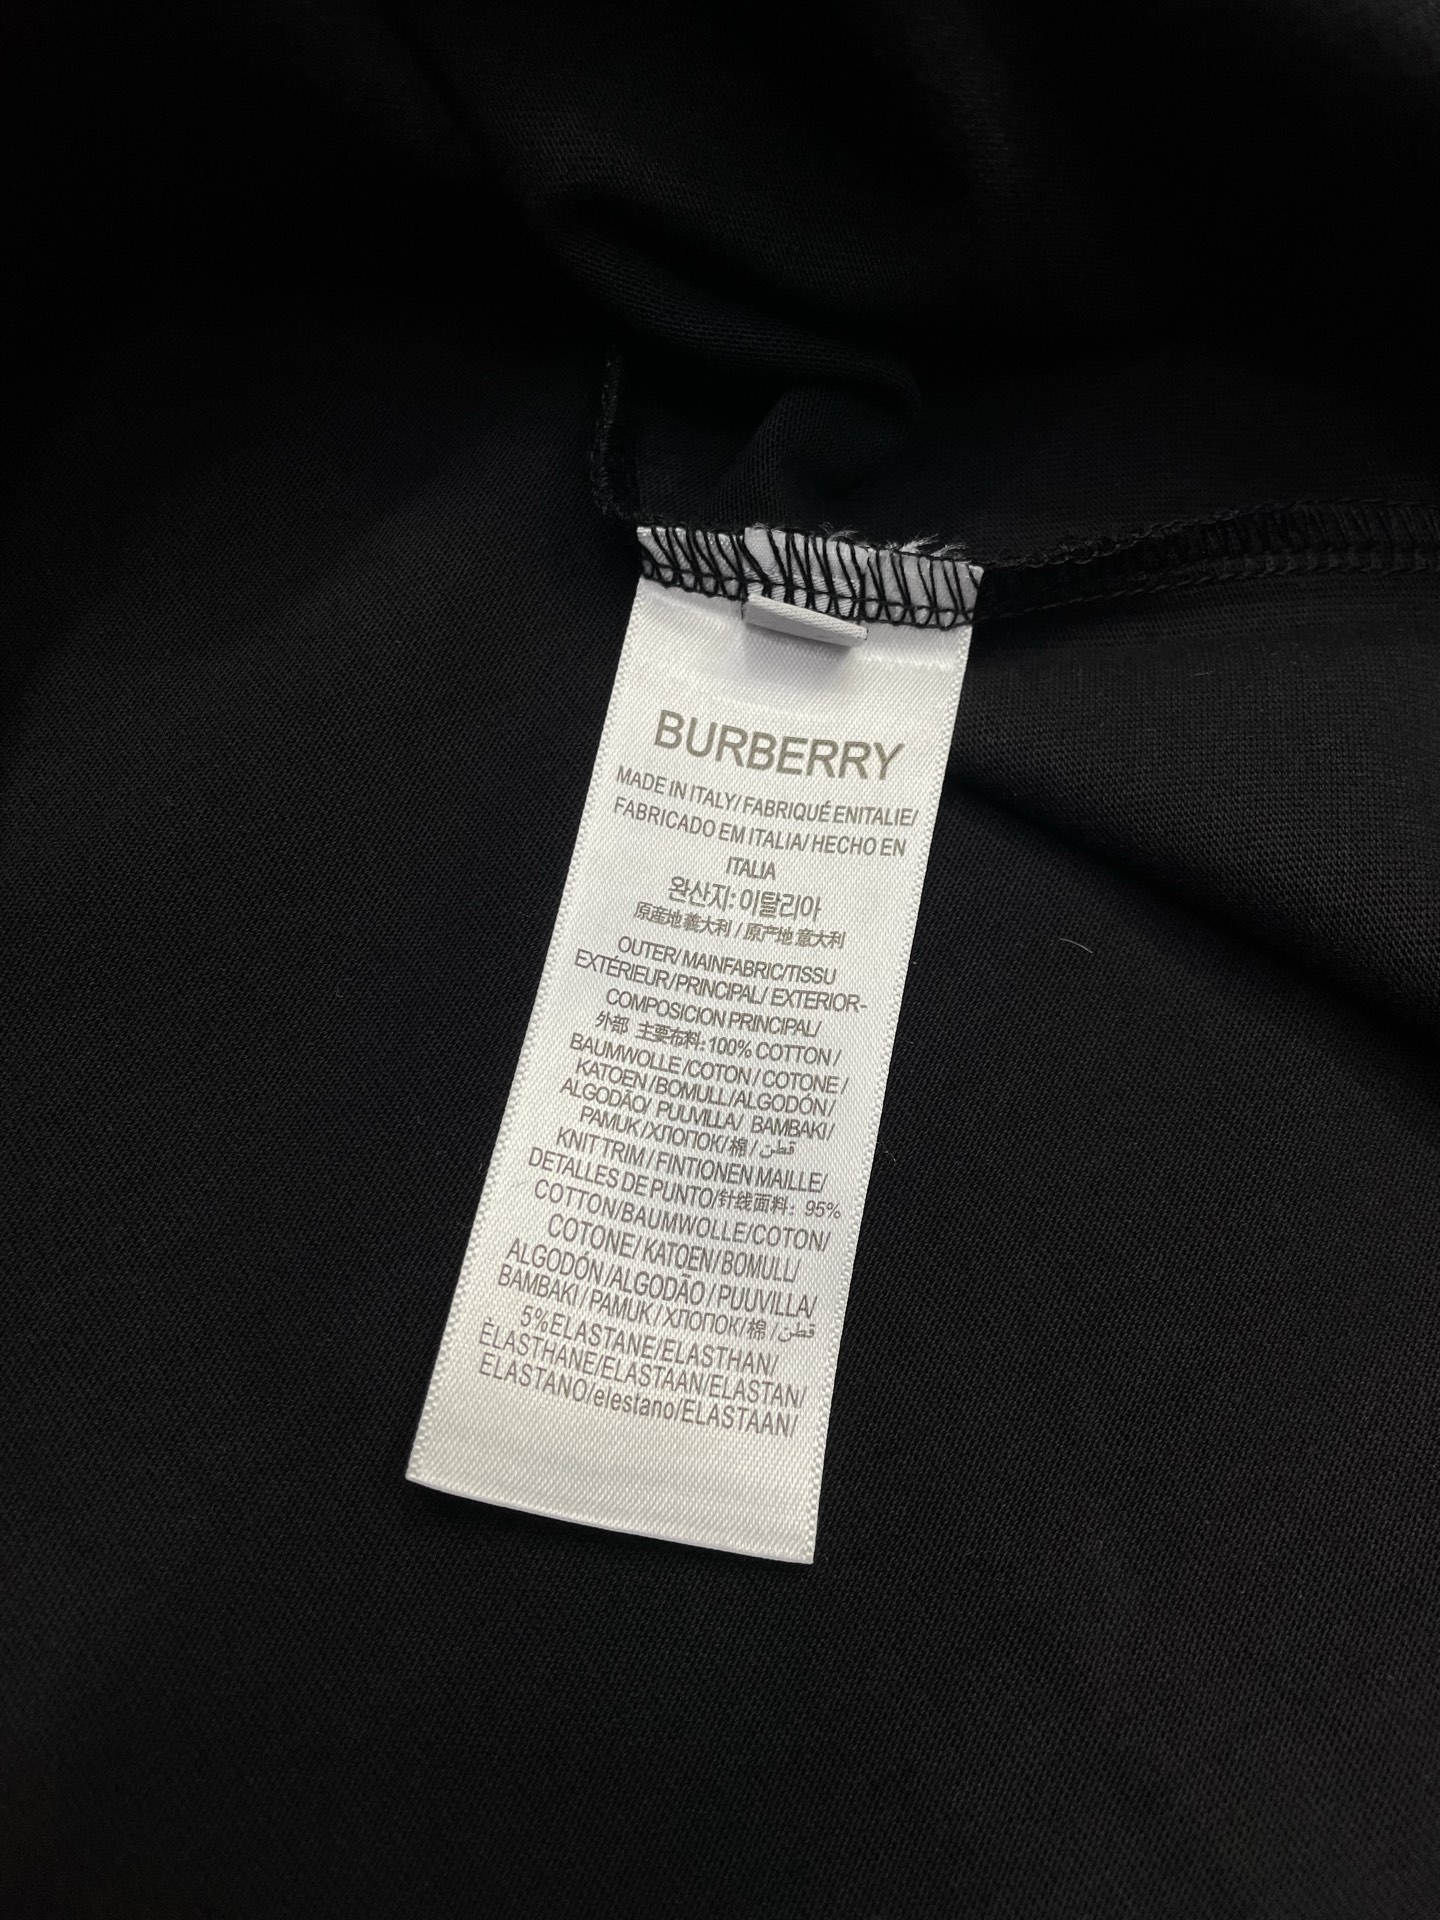 BURBERRY
MADE IN ITALY/ FABRIQUÉ ENITALIE/
FABRICADO EM ITALIA/ HECHO EN
ITALIA
완산지: 이탈리아
原産地 義大利 / 原产地 意大利
OUTER/ MAINFABRIC/TISSU
EXTÉRIEUR/PRINCIPAL/ EXTERIOR-
COMPOSICION PRINCIPAL/
外部 主要布料: 100% COTTON /
BAUMWOLLE /COTON / COTONE /
KATOEN /BOMULL/ALGODÓN/
ALGODÃO/ PUUVILLA/ BAMBAKI/
PAMUK/ХЛОПОК/棉 / قطن
KNIT TRIM / FINTIONEN MAILLE/
DETALLES DE PUNTO/针线面料: 95%
COTTON/BAUMWOLLE/COTON/
COTONE/ KATOEN/ BOMULL/
ALGODÓN /ALGODÃO / PUUVILLA/
BAMBAKI / PAMUK / ХЛОПОК/棉 / قطن
5%ELASTANE/ELASTHAN/
ÉLASTHANE/ELASTAAN/ELASTAN/
ELASTANO/elestano/ELASTAAN/